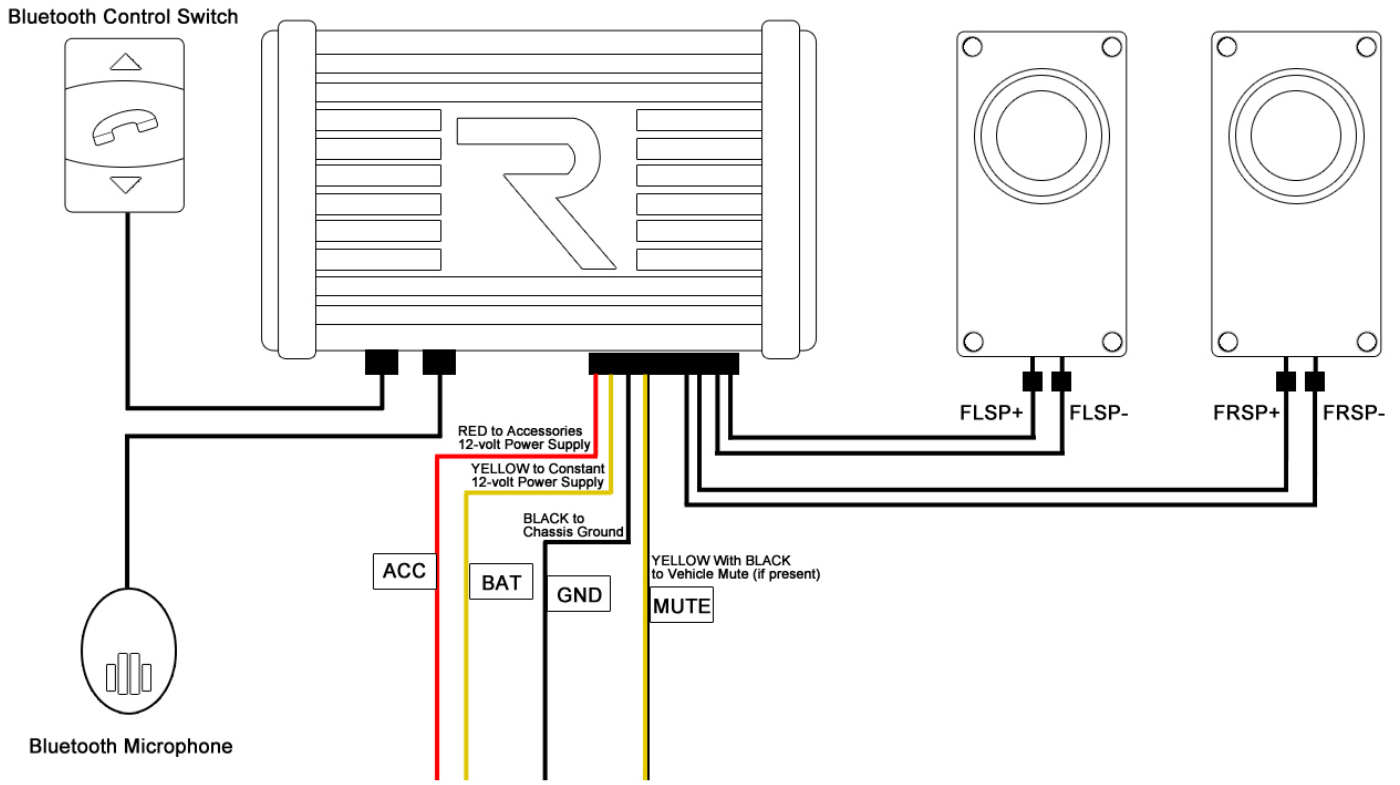 Bluetooth Control Switch
R
FLSP+
FLSP-
FRSP+
FRSP-
RED to Accessories
12-volt Power Supply
YELLOW to Constant
12-volt Power Supply
BLACK to
Chassis Ground
YELLOW With BLACK
to Vehicle Mute (if present)
ACC
BAT
GND
MUTE
Bluetooth Microphone